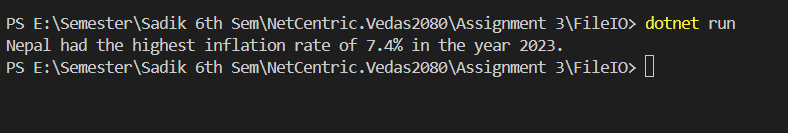 PS E:\Semester\Sadik 6th Sem\NetCentric.Vedas2080\Assignment 3\FileIO> dotnet run
Nepal had the highest inflation rate of 7.4% in the year 2023.
PS E:\Semester\Sadik 6th Sem\NetCentric.Vedas2080\Assignment 3\FileIO>